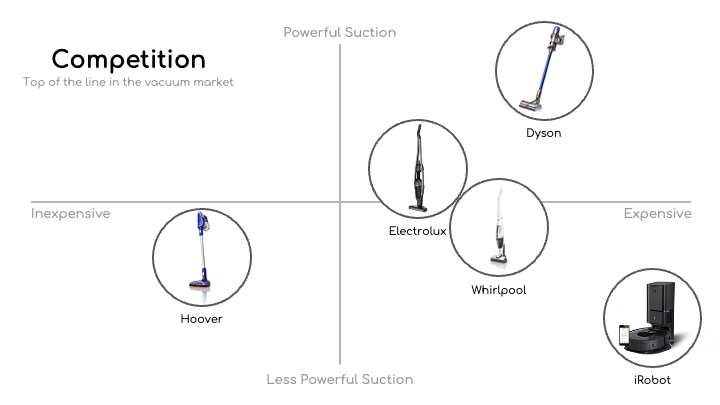 Powerful Suction
Competition
Top of the line in the vacuum market
Dyson
Inexpensive
Expensive
Electrolux
Whirlpool
Hoover
Less Powerful Suction
iRobot